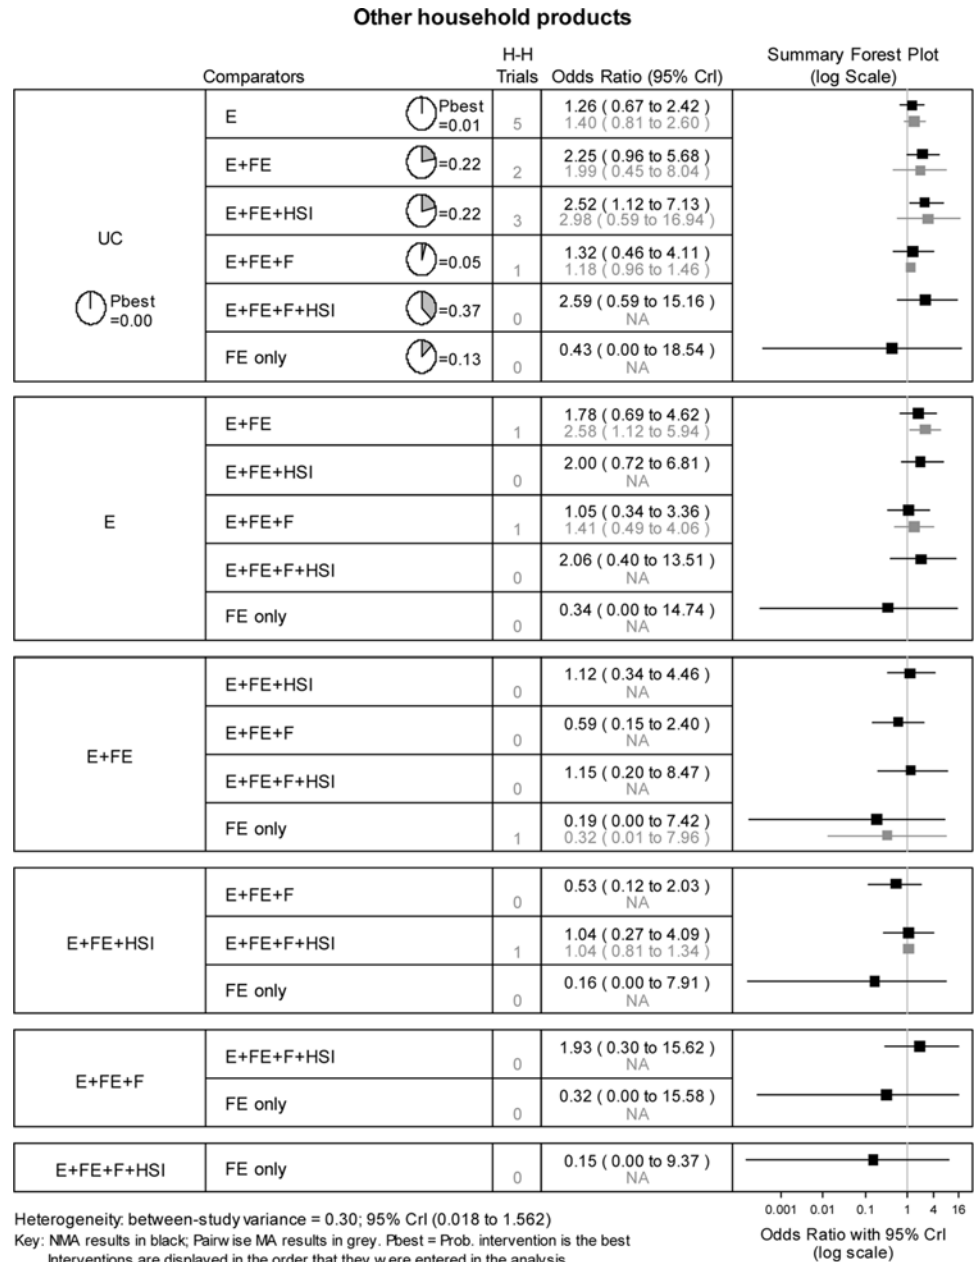 Other household products
Comparators H-H Trials Odds Ratio (95% CrI) Summary Forest Plot (log Scale)
UC Pbest =0.00
E Pbest =0.01 5 1.26 ( 0.67 to 2.42 )
1.40 ( 0.81 to 2.60 )
E+FE =0.22 2 2.25 ( 0.96 to 5.68 )
1.99 ( 0.45 to 8.04 )
E+FE+HSI =0.22 3 2.52 ( 1.12 to 7.13 )
2.98 ( 0.59 to 16.94 )
E+FE+F =0.05 1 1.32 ( 0.46 to 4.11 )
1.18 ( 0.96 to 1.46 )
E+FE+F+HSI =0.37 0 2.59 ( 0.59 to 15.16 )
NA
FE only =0.13 0 0.43 ( 0.00 to 18.54 )
NA
E
E+FE 1 1.78 ( 0.69 to 4.62 )
2.58 ( 1.12 to 5.94 )
E+FE+HSI 0 2.00 ( 0.72 to 6.81 )
NA
E+FE+F 1 1.05 ( 0.34 to 3.36 )
1.41 ( 0.49 to 4.06 )
E+FE+F+HSI 0 2.06 ( 0.40 to 13.51 )
NA
FE only 0 0.34 ( 0.00 to 14.74 )
NA
E+FE
E+FE+HSI 0 1.12 ( 0.34 to 4.46 )
NA
E+FE+F 0 0.59 ( 0.15 to 2.40 )
NA
E+FE+F+HSI 0 1.15 ( 0.20 to 8.47 )
NA
FE only 1 0.19 ( 0.00 to 7.42 )
0.32 ( 0.01 to 7.96 )
E+FE+HSI
E+FE+F 0 0.53 ( 0.12 to 2.03 )
NA
E+FE+F+HSI 1 1.04 ( 0.27 to 4.09 )
1.04 ( 0.81 to 1.34 )
FE only 0 0.16 ( 0.00 to 7.91 )
NA
E+FE+F
E+FE+F+HSI 0 1.93 ( 0.30 to 15.62 )
NA
FE only 0 0.32 ( 0.00 to 15.58 )
NA
E+FE+F+HSI
FE only 0 0.15 ( 0.00 to 9.37 )
NA
0.001 0.01 0.1 1 4 16
Odds Ratio with 95% CrI
(log scale)
Heterogeneity: between-study variance = 0.30; 95% CrI (0.018 to 1.562)
Key: NMA results in black; Pairwise MA results in grey. Pbest = Prob. intervention is the best
Interventions are displayed in the order that they were entered in the analysis